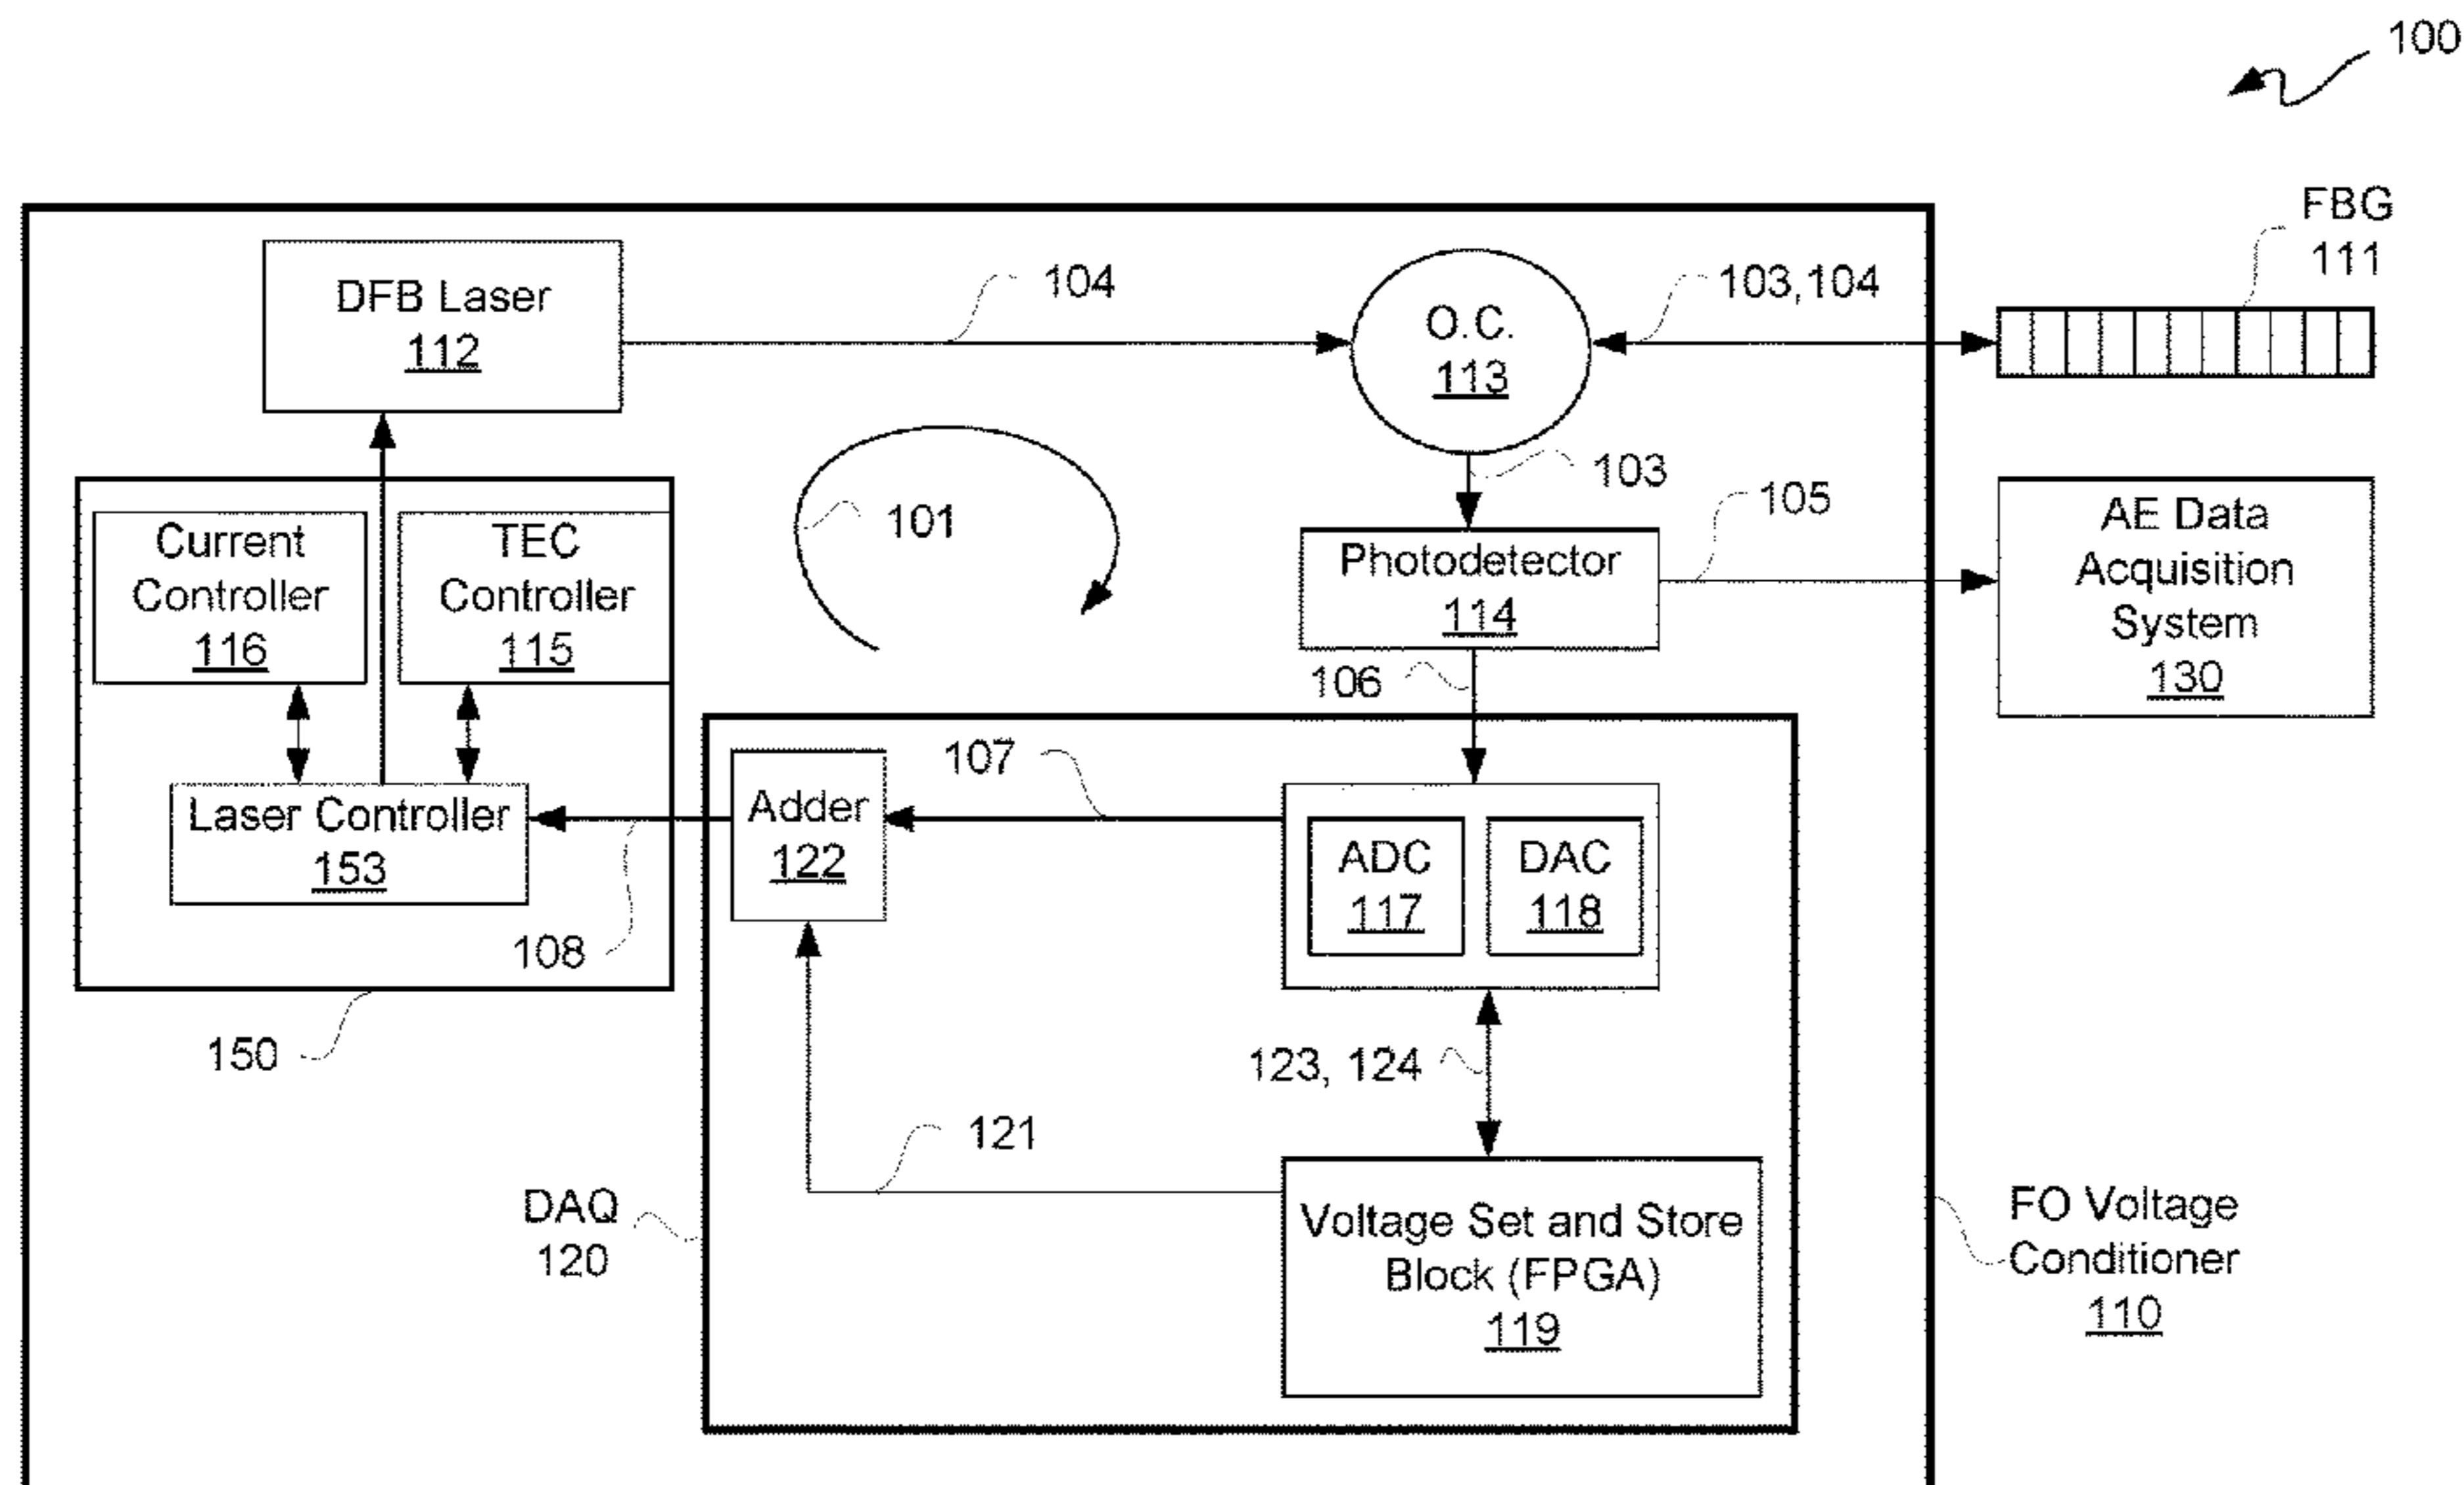 100
FBG
111
DFB Laser
112
104
O.C.
113
103,104
103
105
Current
Controller
116
TEC
Controller
115
101
Photodetector
114
AE Data
Acquisition
System
130
106
107
Adder
122
Laser Controller
153
ADC
117
DAC
118
108
150
123, 124
121
DAQ
120
Voltage Set and Store
Block (FPGA)
119
FO Voltage
Conditioner
110